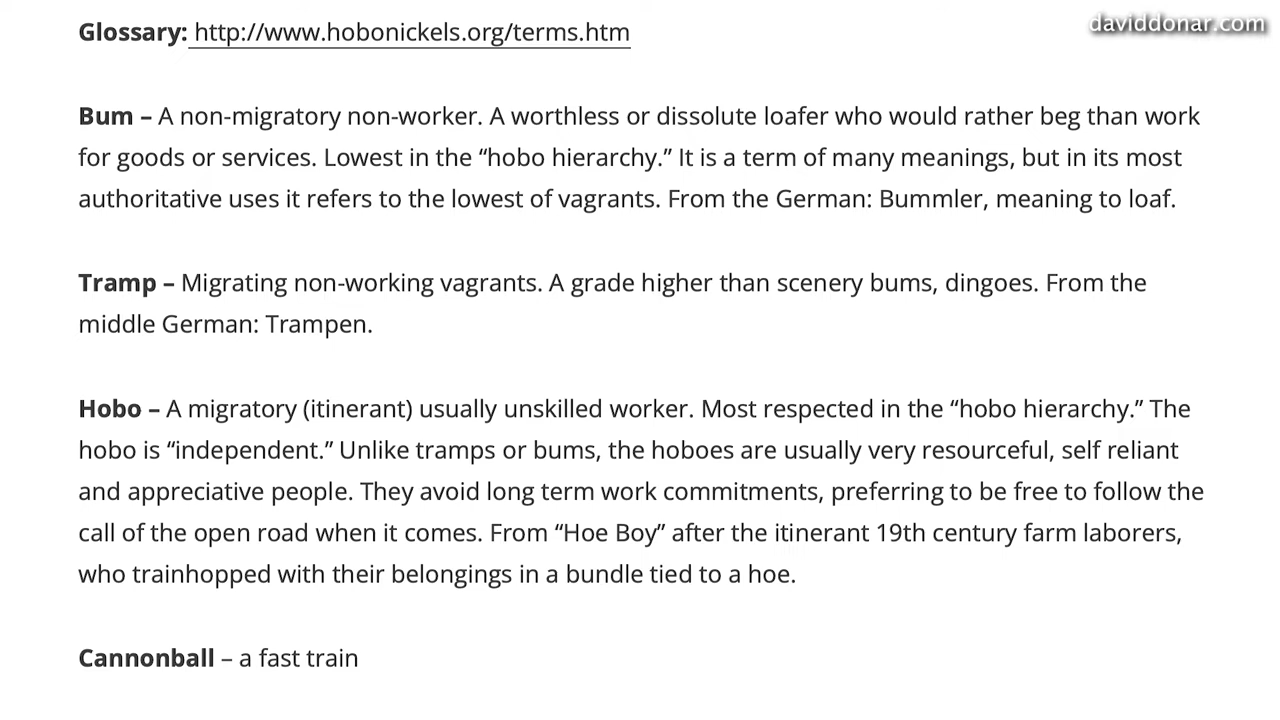 daviddonar.com
Glossary: http://www.hobonickels.org/terms.htm
Bum – A non-migratory non-worker. A worthless or dissolute loafer who would rather beg than work
for goods or services. Lowest in the “hobo hierarchy.” It is a term of many meanings, but in its most
authoritative uses it refers to the lowest of vagrants. From the German: Bummler, meaning to loaf.
Tramp – Migrating non-working vagrants. A grade higher than scenery bums, dingoes. From the
middle German: Trampen.
Hobo – A migratory (itinerant) usually unskilled worker. Most respected in the “hobo hierarchy.” The
hobo is “independent.” Unlike tramps or bums, the hoboes are usually very resourceful, self reliant
and appreciative people. They avoid long term work commitments, preferring to be free to follow the
call of the open road when it comes. From “Hoe Boy” after the itinerant 19th century farm laborers,
who trainhopped with their belongings in a bundle tied to a hoe.
Cannonball – a fast train